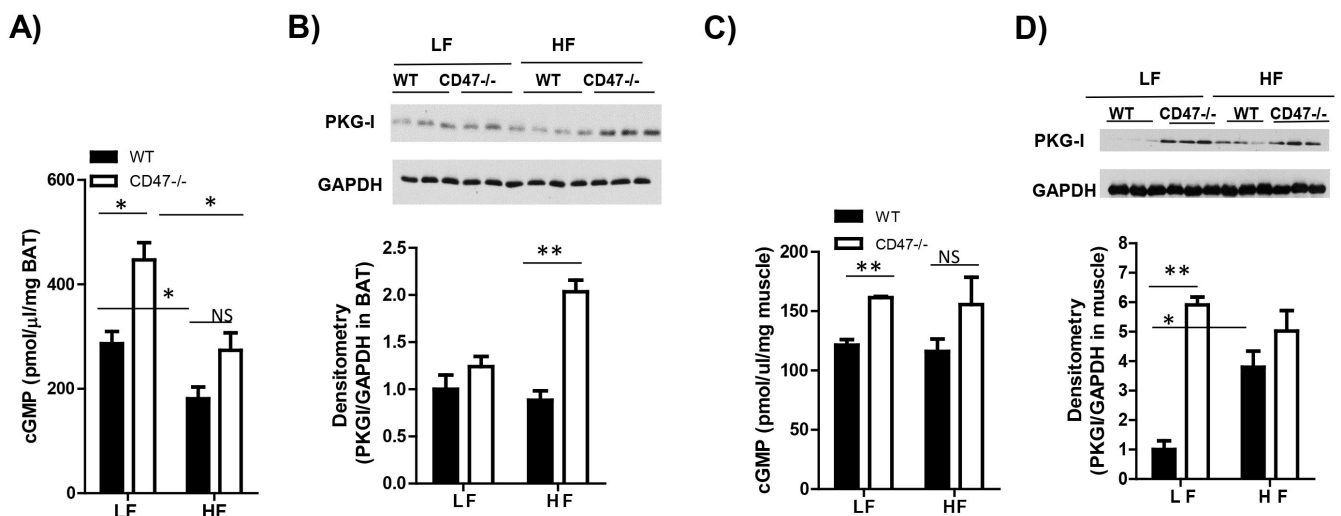 A)
WT
CD47-/-
600
400
200
0
cGMP (pmol/µl/mg BAT)
*
*
*
NS
LF
HF
B)
LF
HF
WT
CD47-/-
WT
CD47-/-
PKG-I
GAPDH
2.5
2.0
1.5
1.0
0.5
0.0
Densitometry
(PKGI/GAPDH in BAT)
**
LF
HF
C)
WT
CD47-/-
200
150
100
50
0
cGMP (pmol/ul/mg muscle)
**
NS
LF
HF
D)
LF
HF
WT
CD47-/-
WT
CD47-/-
PKG-I
GAPDH
8
7
6
5
4
3
2
1
0
Densitometry
(PKGI/GAPDH in muscle)
**
*
LF
HF